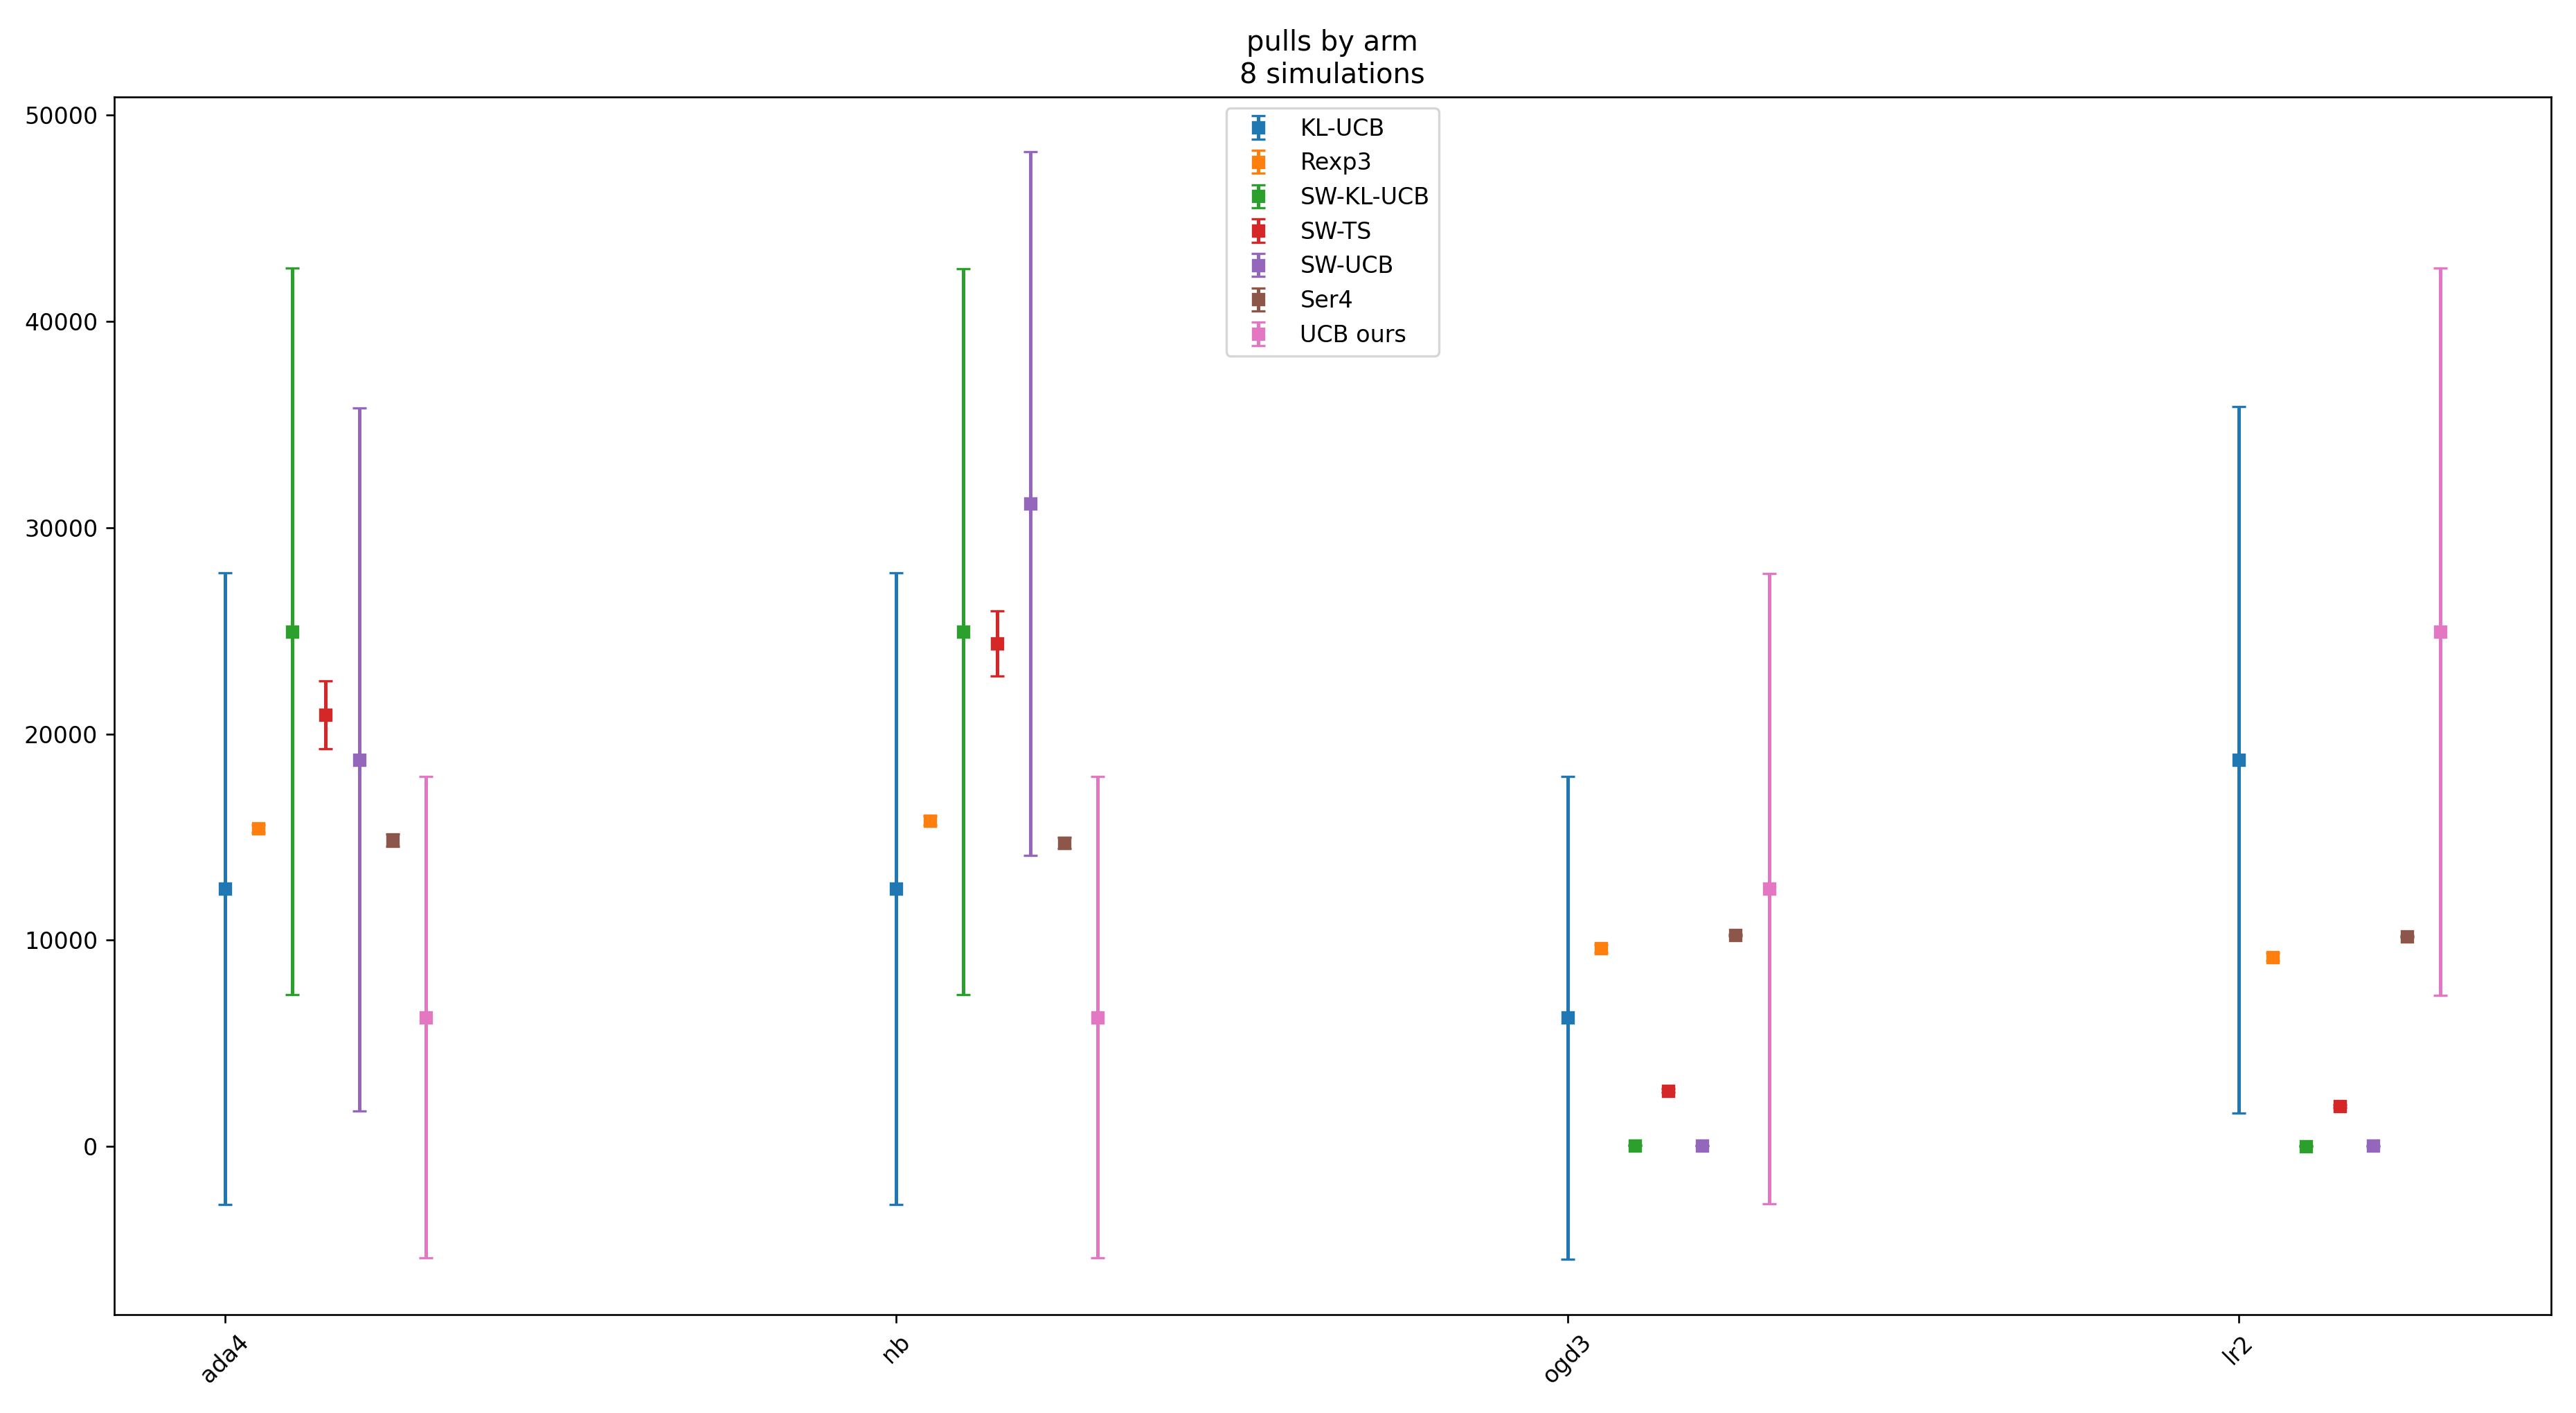 pulls by arm
8 simulations
50000
40000
30000
20000
10000
0
KL-UCB
Rexp3
SW-KL-UCB
SW-TS
SW-UCB
Ser4
UCB ours
ada4
nb
ogd3
lr2